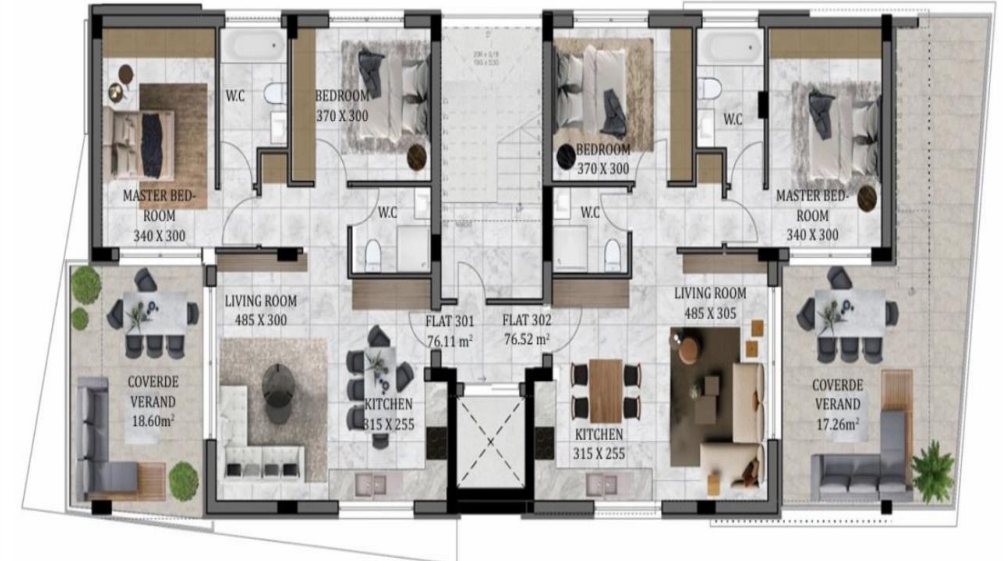 W.C
BEDROOM
370 X 300
MASTER BED-
ROOM
340 X 300
W.C
LIVING ROOM
485 X 300
FLAT 301
76.11 m²
KITCHEN
315 X 255
COVERDE
VERAND
18.60m²
BEDROOM
370 X 300
W.C
MASTER BED-
ROOM
340 X 300
W.C
LIVING ROOM
485 X 305
FLAT 302
76.52 m²
KITCHEN
315 X 255
COVERDE
VERAND
17.26m²